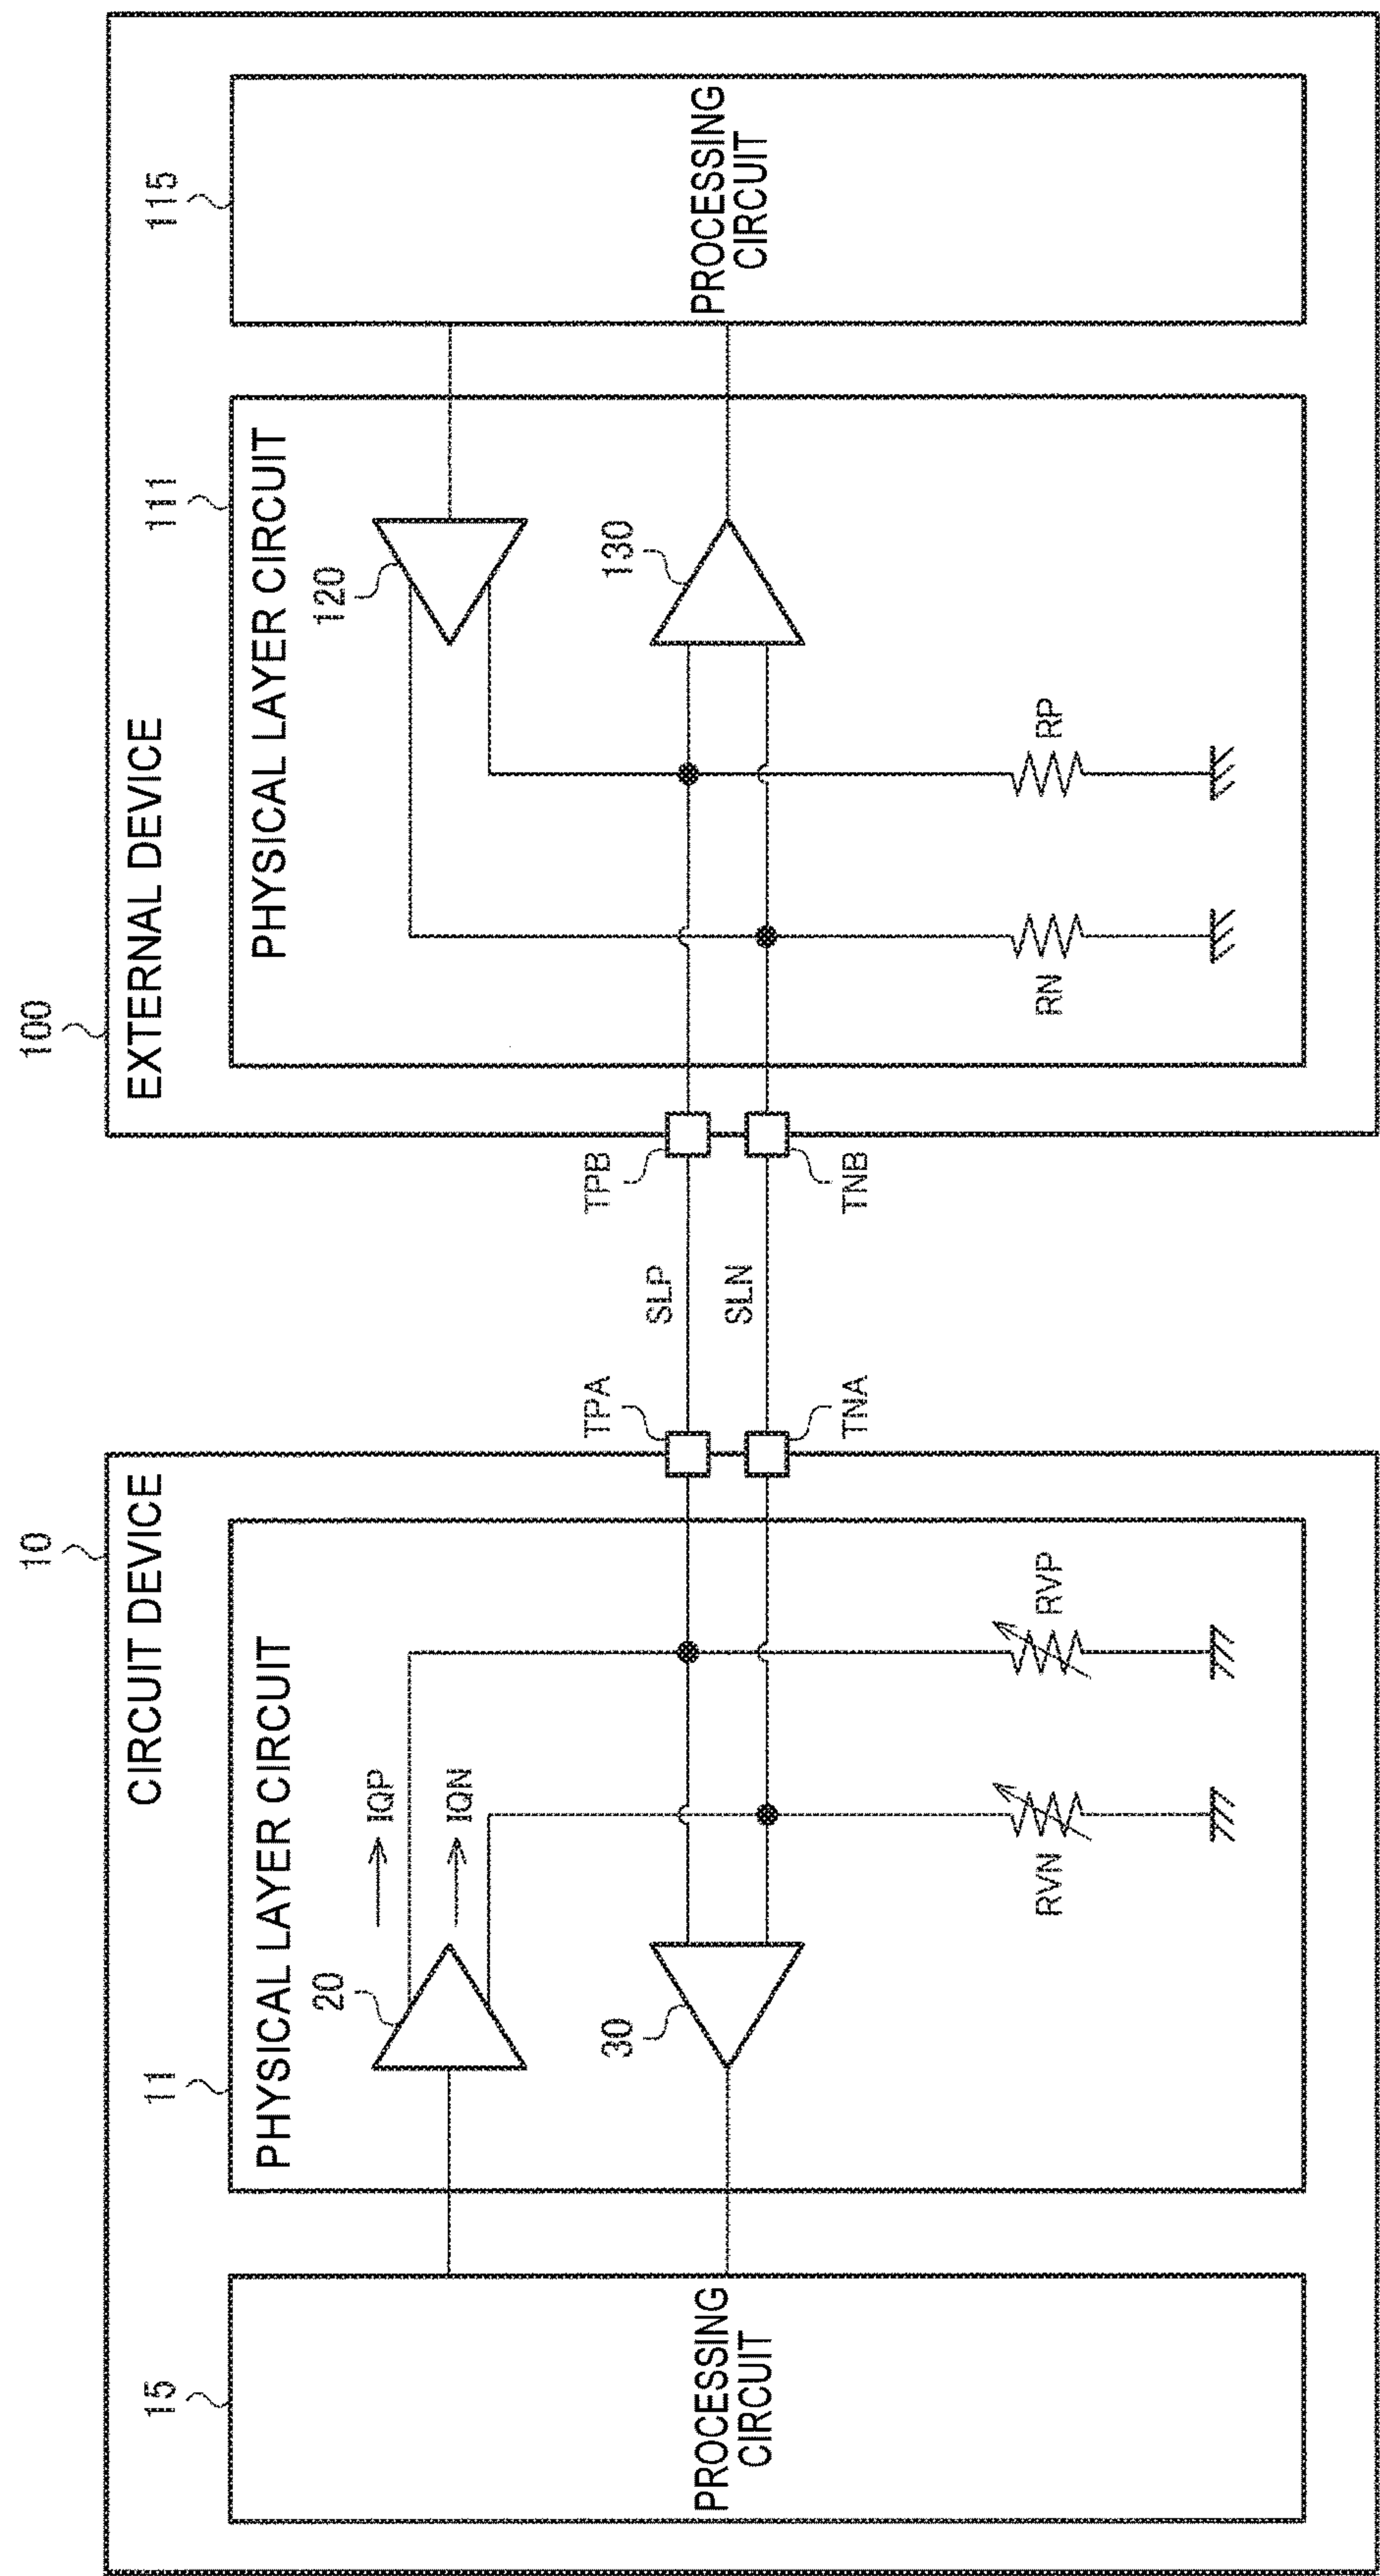 10
CIRCUIT DEVICE
15
PROCESSING
CIRCUIT
11
PHYSICAL LAYER CIRCUIT
20
IQP
IQN
30
RVN
RVP
TPA
TNA
SLP
SLN
TPB
TNB
100
EXTERNAL DEVICE
111
PHYSICAL LAYER CIRCUIT
120
130
RN
RP
115
PROCESSING
CIRCUIT